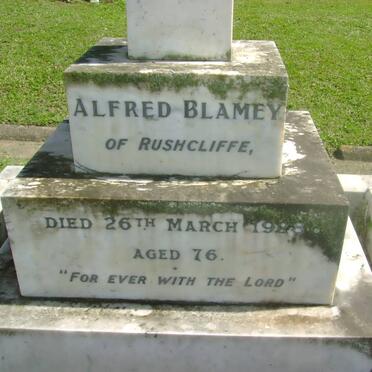 ALFRED BLAMEY
OF RUSHCLIFFE,
DIED 26TH MARCH
AGED 76.
"FOR EVER WITH THE LORD"